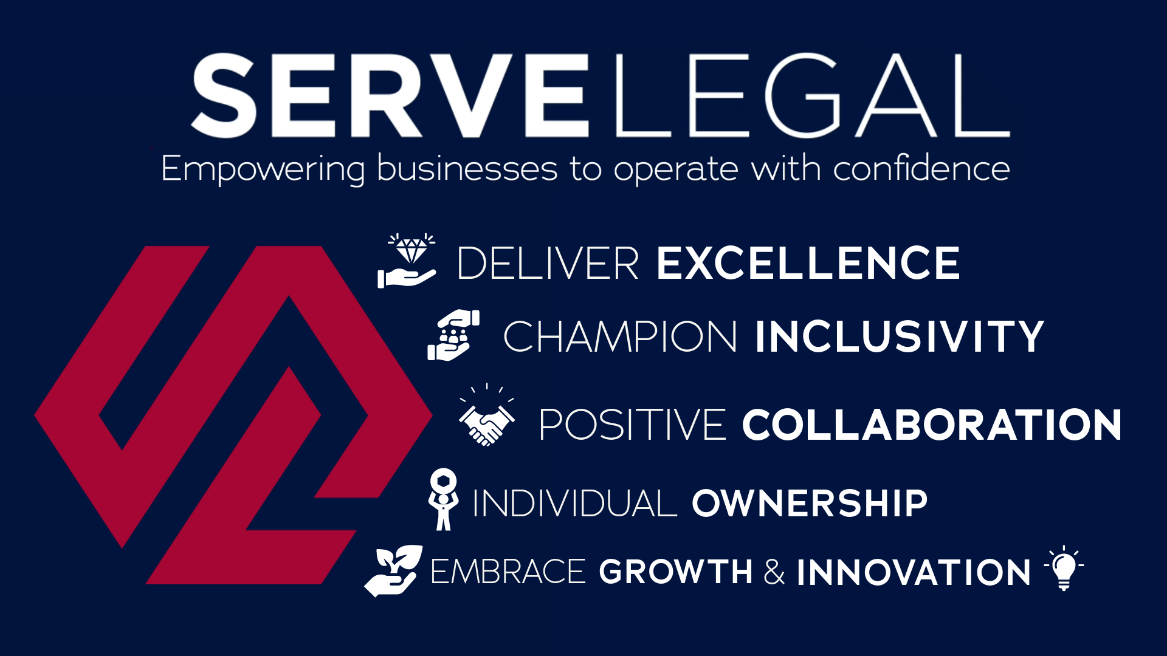 SERVELEGAL
Empowering businesses to operate with confidence
DELIVER EXCELLENCE
CHAMPION INCLUSIVITY
POSITIVE COLLABORATION
INDIVIDUAL OWNERSHIP
EMBRACE GROWTH & INNOVATION